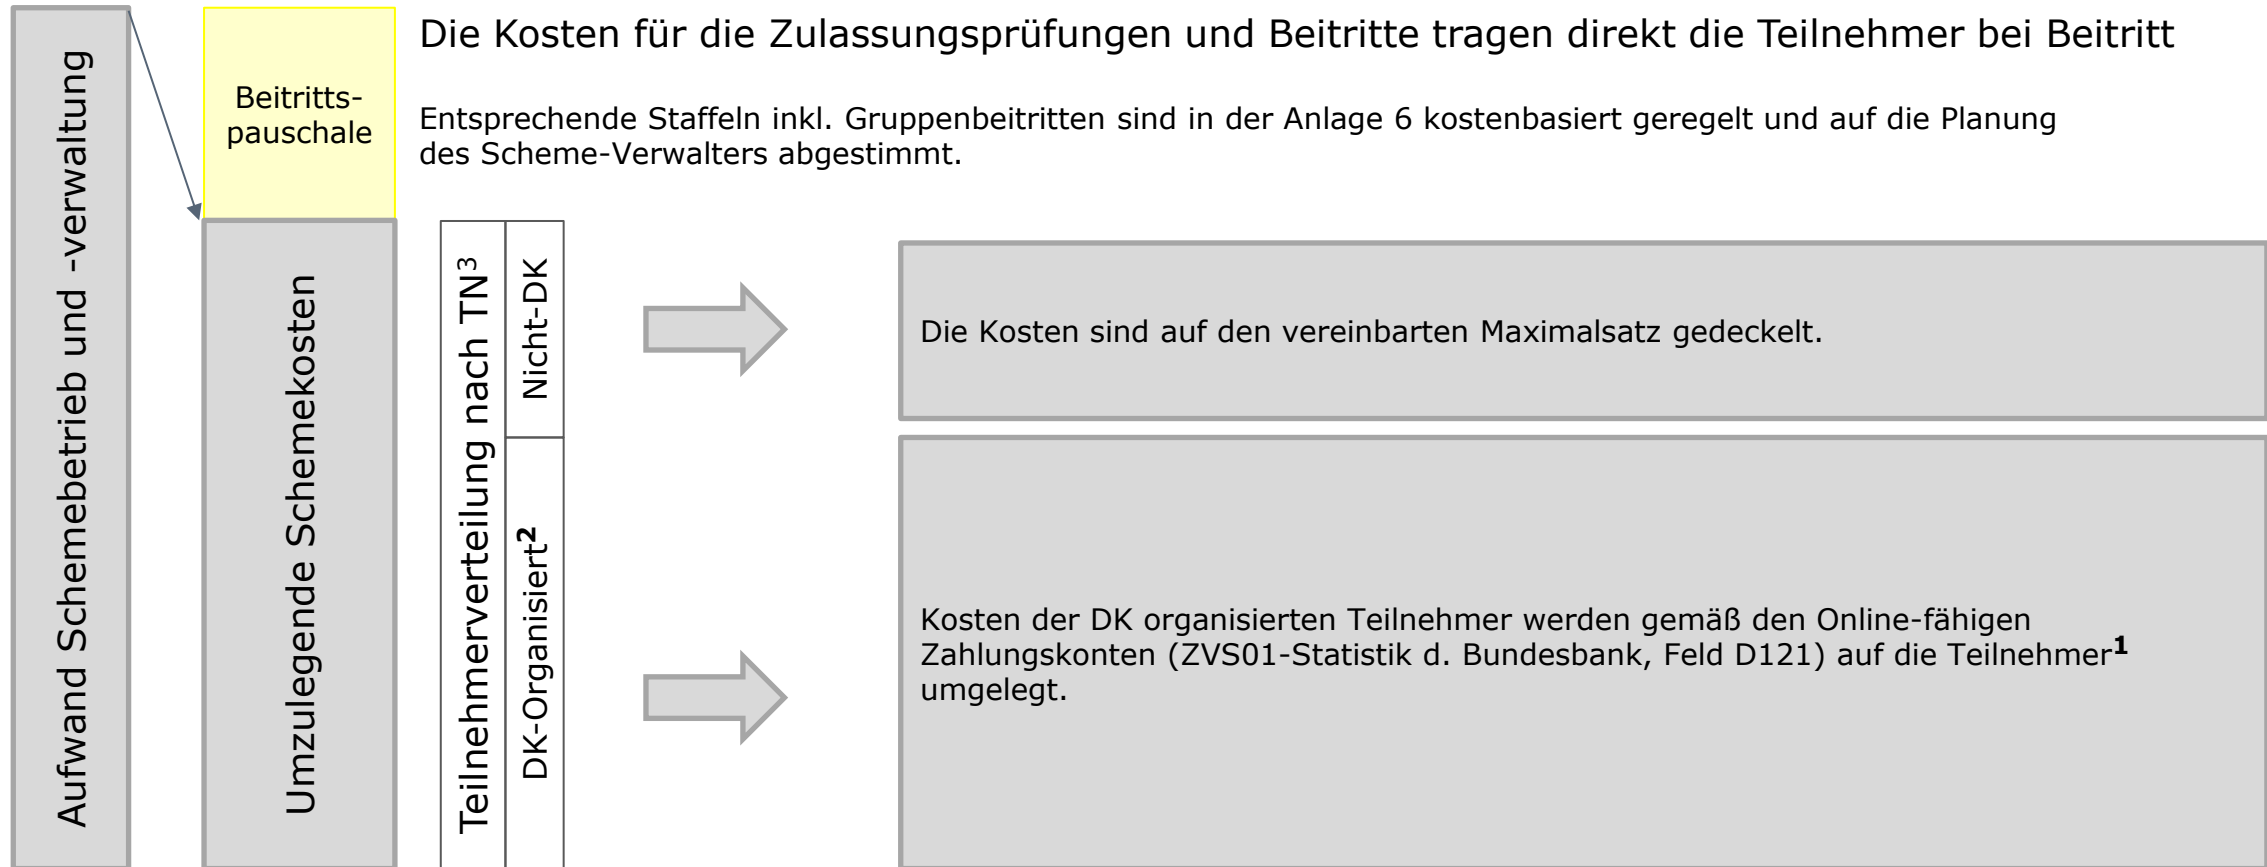 Aufwand Schemebetrieb und -verwaltung
Beitritts-
pauschale
Die Kosten für die Zulassungsprüfungen und Beitritte tragen direkt die Teilnehmer bei Beitritt
Entsprechende Staffeln inkl. Gruppenbeitritten sind in der Anlage 6 kostenbasiert geregelt und auf die Planung
des Scheme-Verwalters abgestimmt.
Umzulegende Schemekosten
Teilnehmerverteilung nach TN³
Nicht-DK
Die Kosten sind auf den vereinbarten Maximalsatz gedeckelt.
DK-Organisiert²
Kosten der DK organisierten Teilnehmer werden gemäß den Online-fähigen
Zahlungskonten (ZVS01-Statistik d. Bundesbank, Feld D121) auf die Teilnehmer¹
umgelegt.